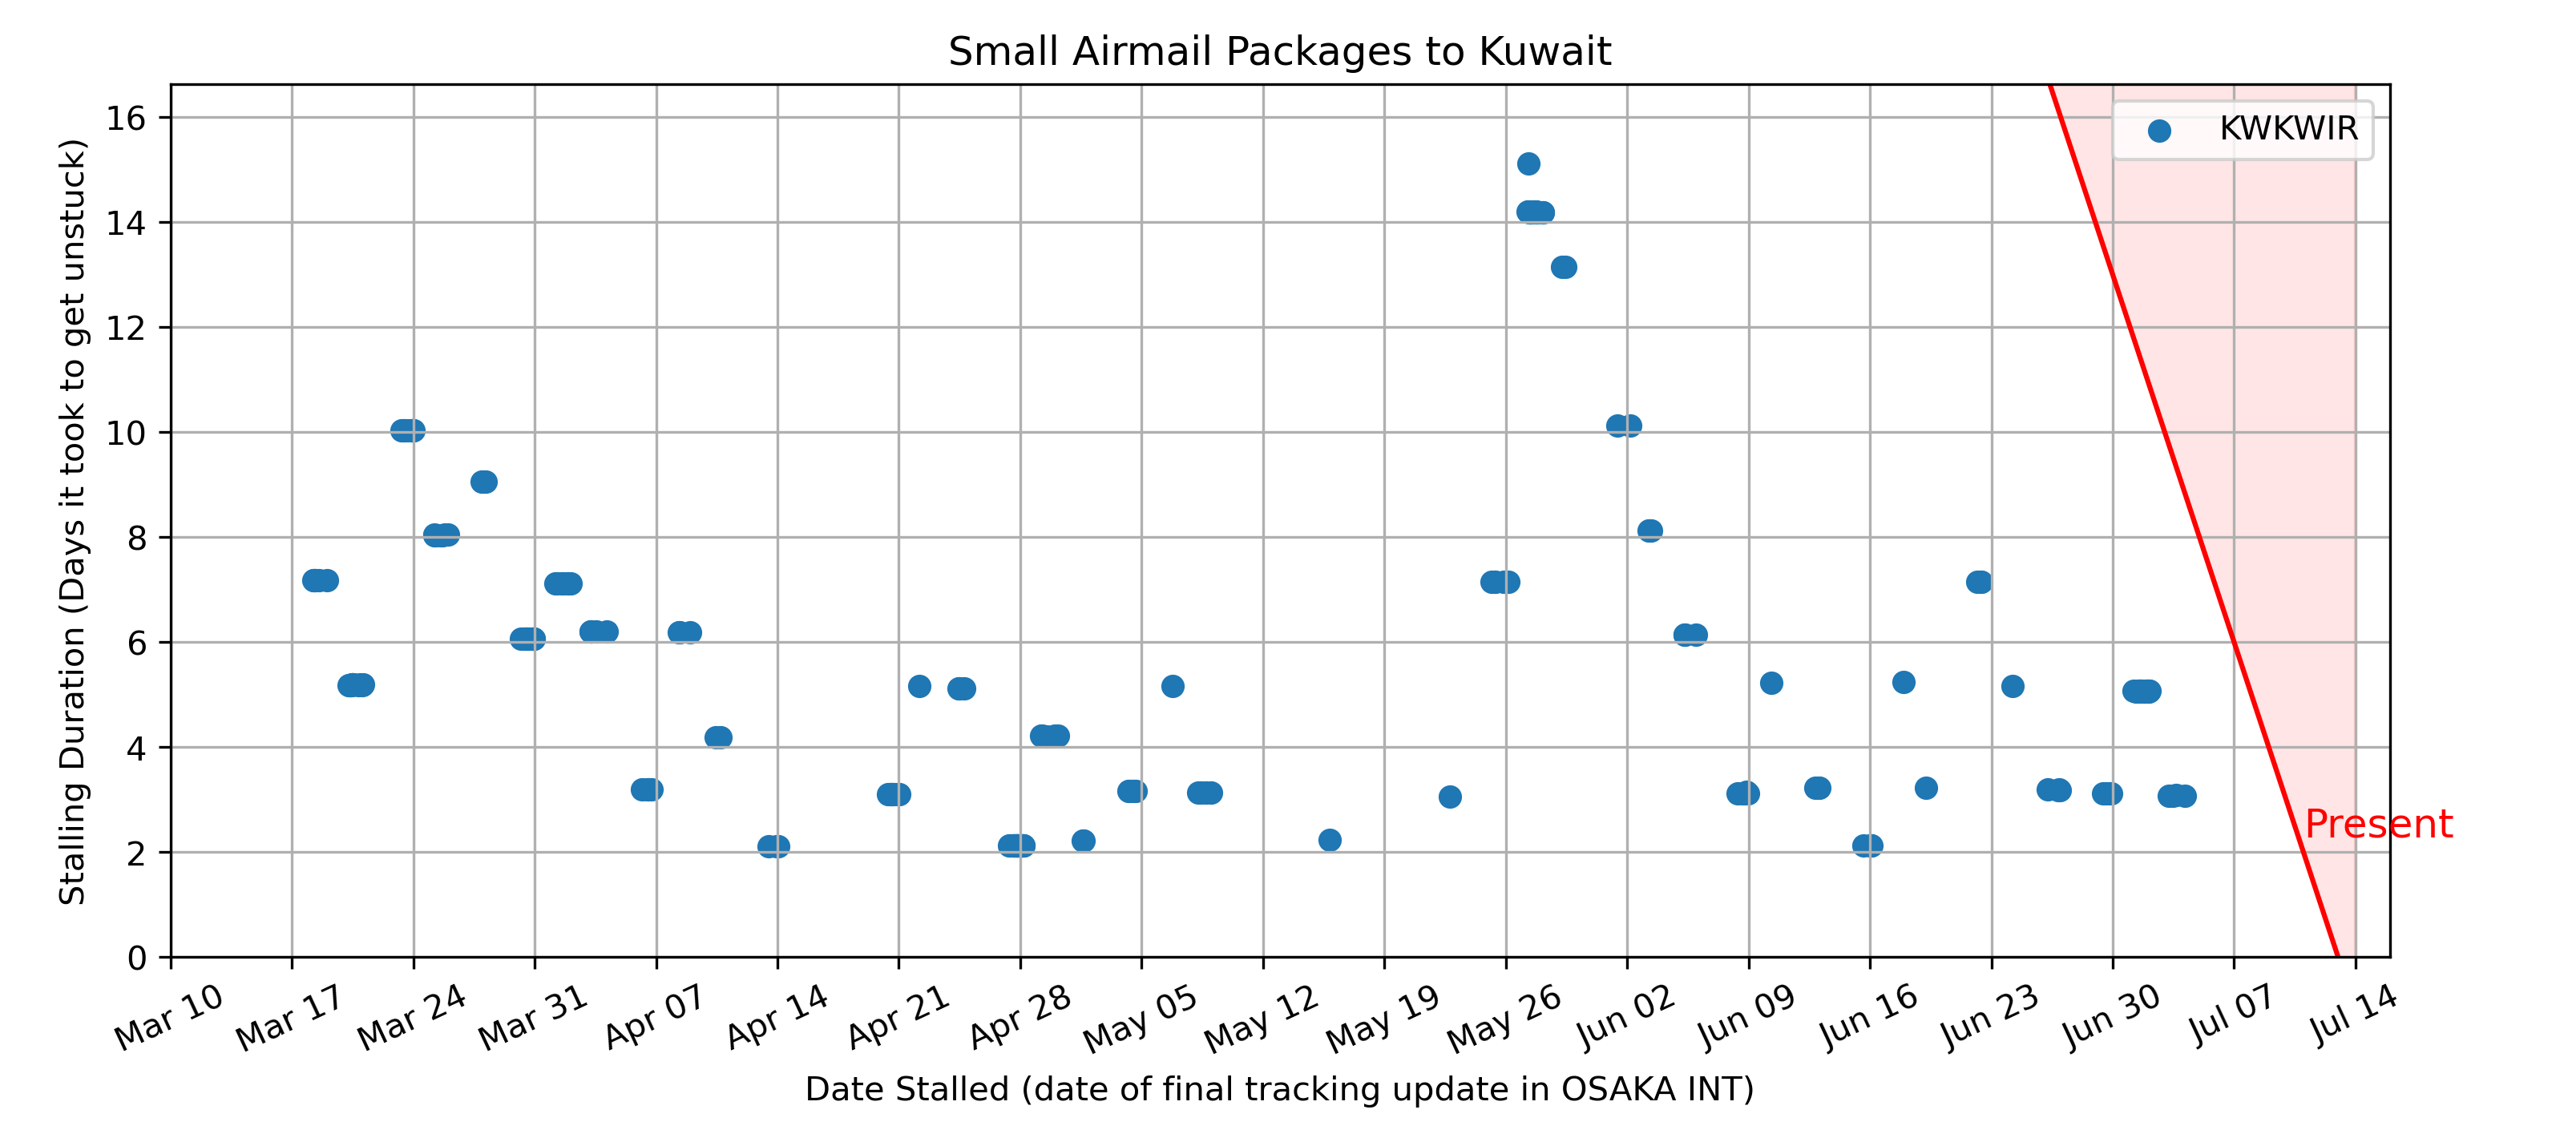 Small Airmail Packages to Kuwait
KWKWIR
Stalling Duration (Days it took to get unstuck)
16
14
12
10
8
6
4
2
0
Present
Mar 10 Mar 17 Mar 24 Mar 31 Apr 07 Apr 14 Apr 21 Apr 28 May 05 May 12 May 19 May 26 Jun 02 Jun 09 Jun 16 Jun 23 Jun 30 Jul 07 Jul 14
Date Stalled (date of final tracking update in OSAKA INT)